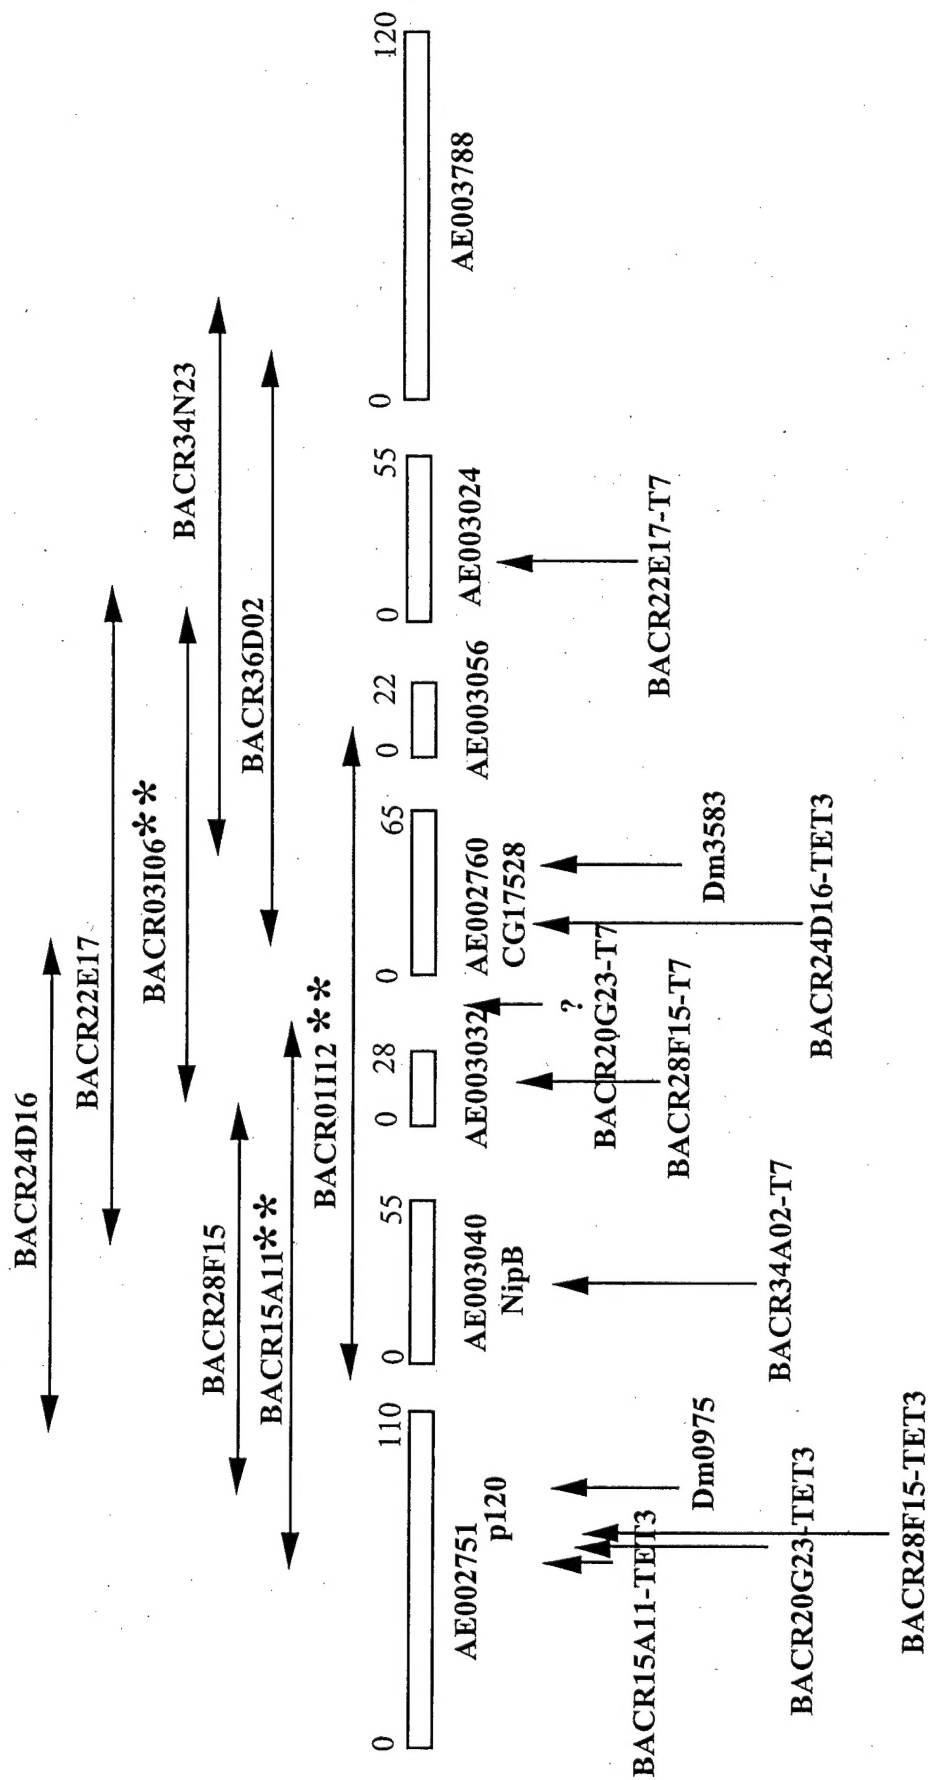 BACR24D16
BACR22E17
BACR03I06**
BACR34N23
BACR28F15
BACR36D02
BACR15A11**
BACR01I12 **
0 110
0 55
0 28
0 65
0 22
0 55
0 120
AE002751
AE003040
AE003032
AE002760
AE003056
AE003024
AE003788
p120
NipB
CG17528
?
BACR15A11-TET3
Dm0975
BACR20G23-T7
BACR28F15-T7
Dm3583
BACR22E17-T7
BACR20G23-TET3
BACR34A02-T7
BACR24D16-TET3
BACR28F15-TET3